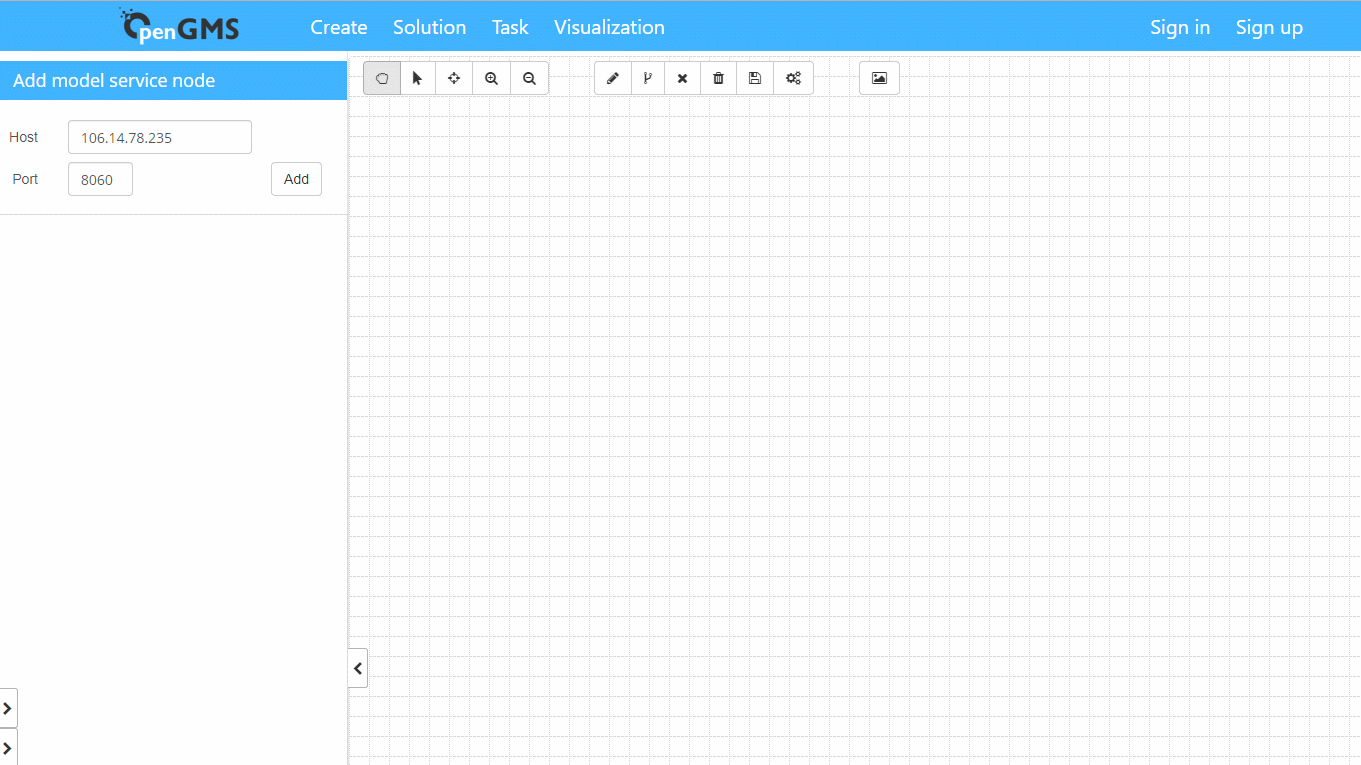 OpenGMS Create Solution Task Visualization Sign in Sign up
Add model service node
Host 106.14.78.235
Port 8060 Add